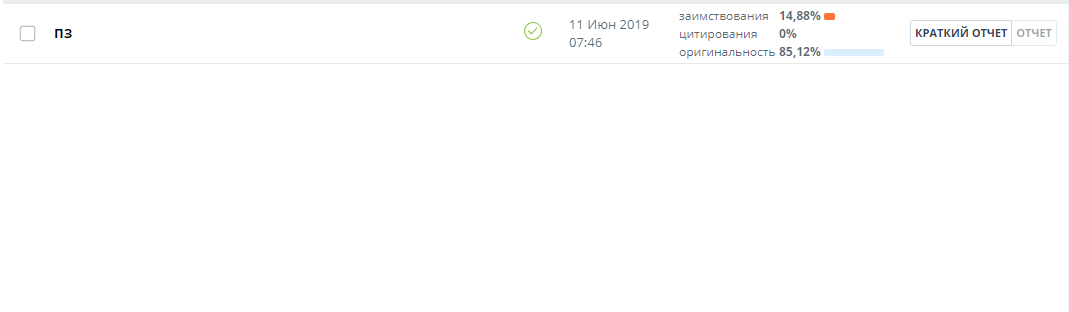 ПЗ
11 Июн 2019
07:46
заимствования 14,88%
цитирования 0%
оригинальность 85,12%
КРАТКИЙ ОТЧЕТ ОТЧЕТ